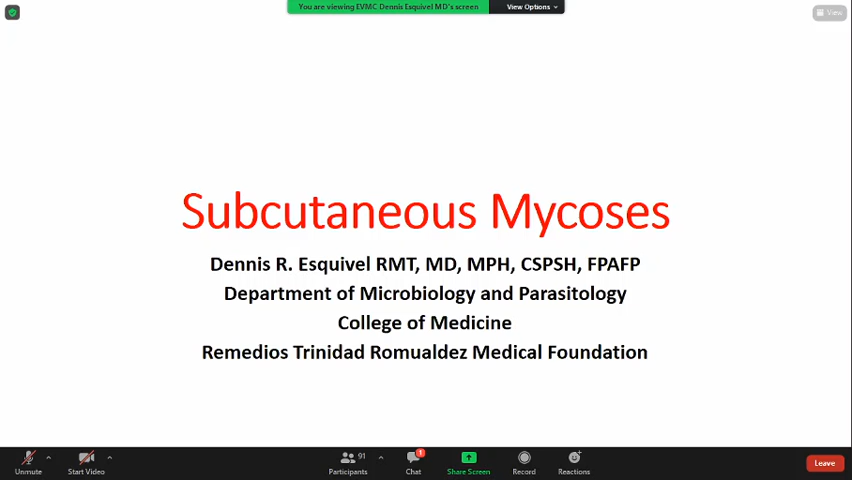 You are viewing EVMC Dennis Esquivel MD's screen
View Options
View
Subcutaneous Mycoses
Dennis R. Esquivel RMT, MD, MPH, CSPSH, FPAFP
Department of Microbiology and Parasitology
College of Medicine
Remedios Trinidad Romualdez Medical Foundation
91
1
Unmute
Start Video
Participants
Chat
Share Screen
Record
Reactions
Leave